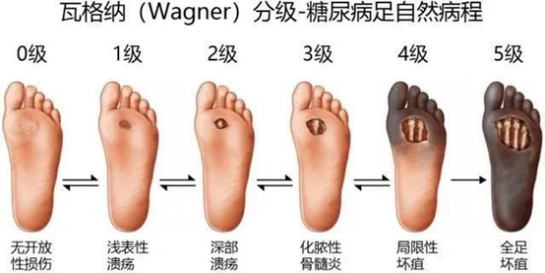 瓦格纳（Wagner）分级-糖尿病足自然病程
0级 1级 2级 3级 4级 5级
无开放 浅表性 深部 化脓性 局限性 全足
性损伤 溃疡 溃疡 骨髓炎 坏疽 坏疽